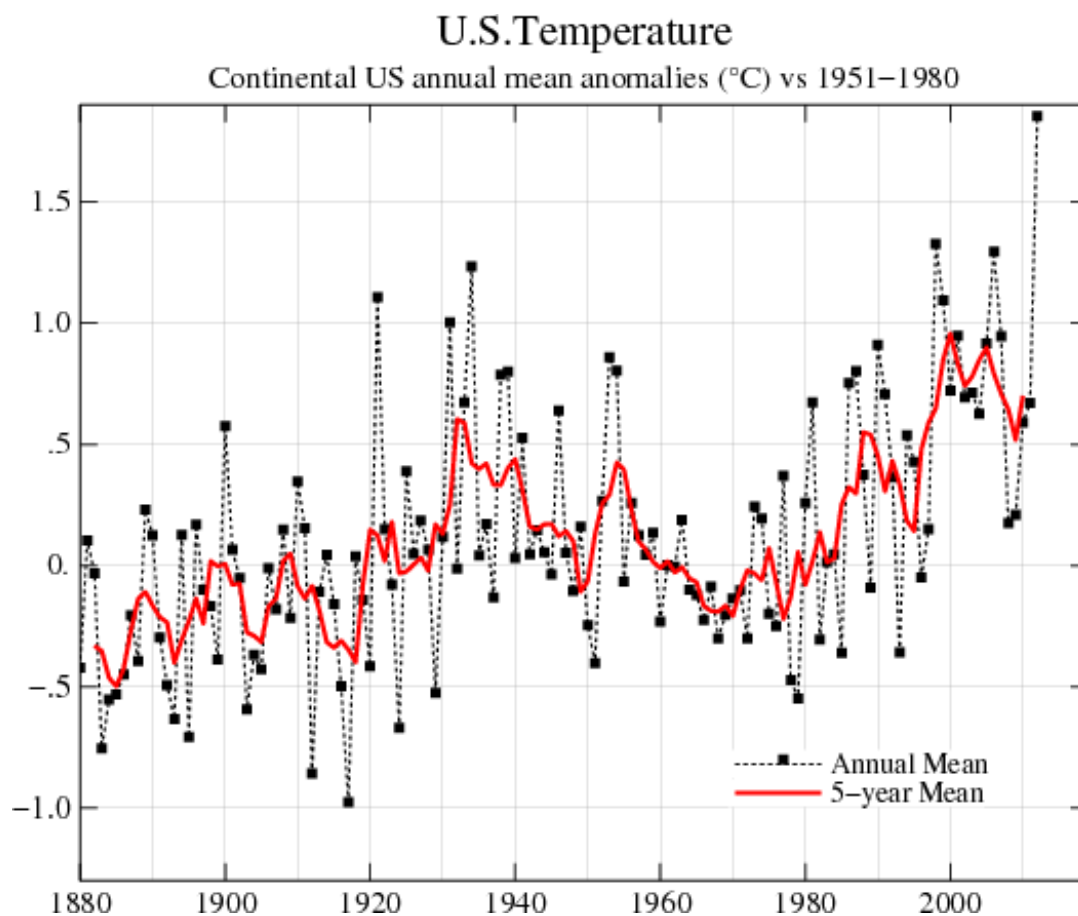 U.S.Temperature
Continental US annual mean anomalies (°C) vs 1951−1980
1.5
1.0
.5
0.
−.5
−1.0
Annual Mean
5−year Mean
1880 1900 1920 1940 1960 1980 2000